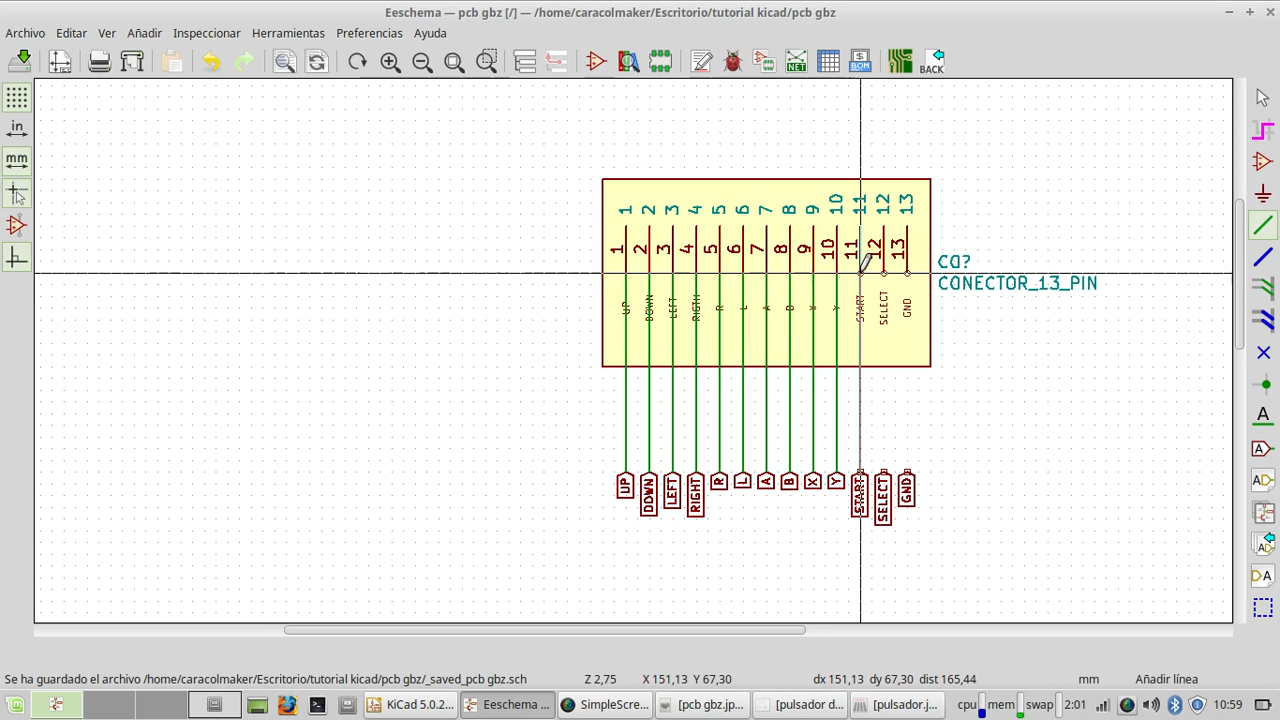 Eeschema — pcb gbz [/] — /home/caracolmaker/Escritorio/tutorial kicad/pcb gbz
Archivo Editar Ver Añadir Inspeccionar Herramientas Preferencias Ayuda
NET
BOM
BACK
in
mm
1 2 3 4 5 6 7 8 9 10 11 12 13
1 2 3 4 5 6 7 8 9 10 11 12 13
CO?
CONECTOR_13_PIN
UP DOWN LEFT RIGTH R L A B X Y START SELECT GND
UP DOWN LEFT RIGHT R L A B X Y START SELECT GND
A
Se ha guardado el archivo /home/caracolmaker/Escritorio/tutorial kicad/pcb gbz/_saved_pcb gbz.sch Z 2,75 X 151,13 Y 67,30 dx 151,13 dy 67,30 dist 165,44 mm Añadir línea
KiCad 5.0.2... Eeschema ... SimpleScre... [pcb gbz.jp... [pulsador d... [pulsador.j... cpu mem swap 2:01 10:59